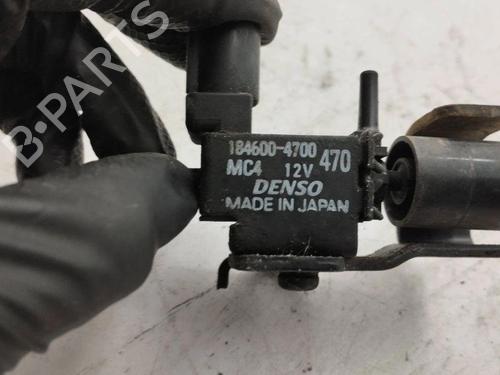 B-PARTS
184600-4700 470
MC4 12V
DENSO
MADE IN JAPAN